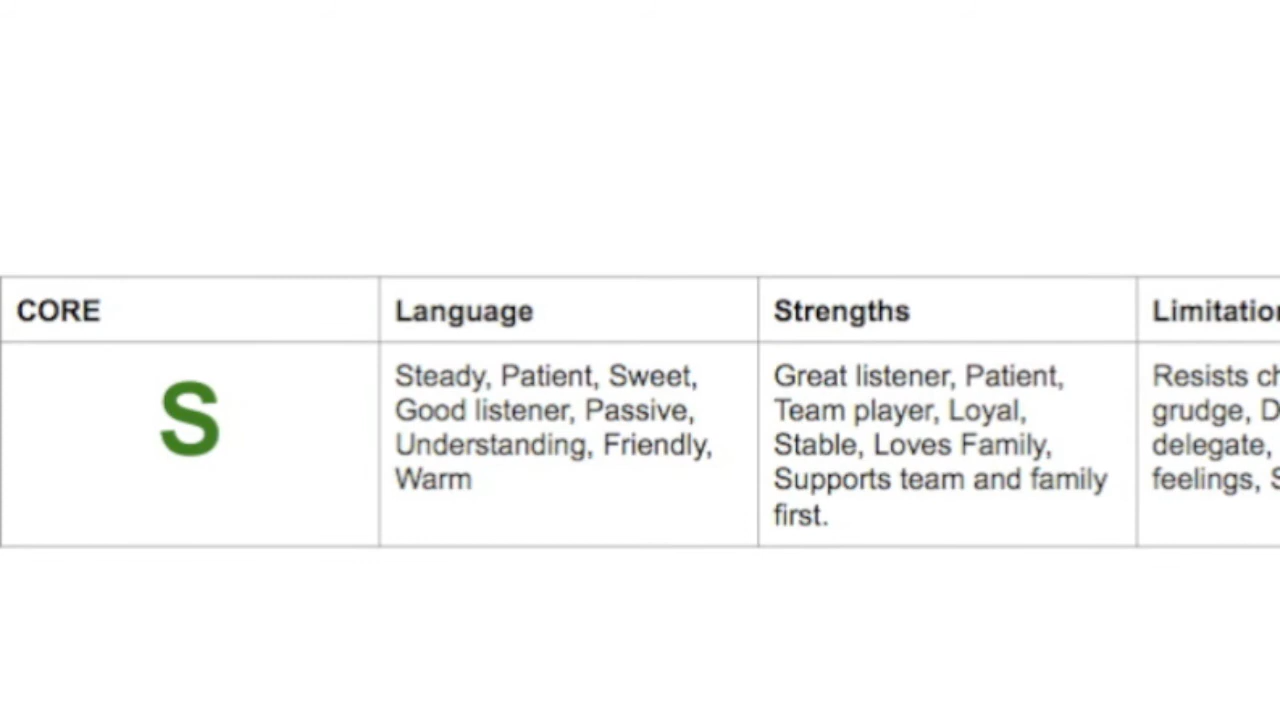 CORE
Language
Strengths
S
Steady, Patient, Sweet,
Good listener, Passive,
Understanding, Friendly,
Warm
Great listener, Patient,
Team player, Loyal,
Stable, Loves Family,
Supports team and family
first.
Resists
grudge,
delegate,
feelings,